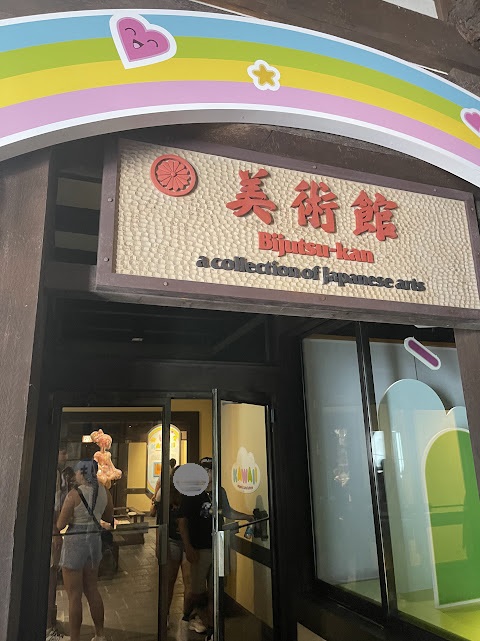 美術館
Bijutsu-kan
a collection of Japanese arts
KAWAII